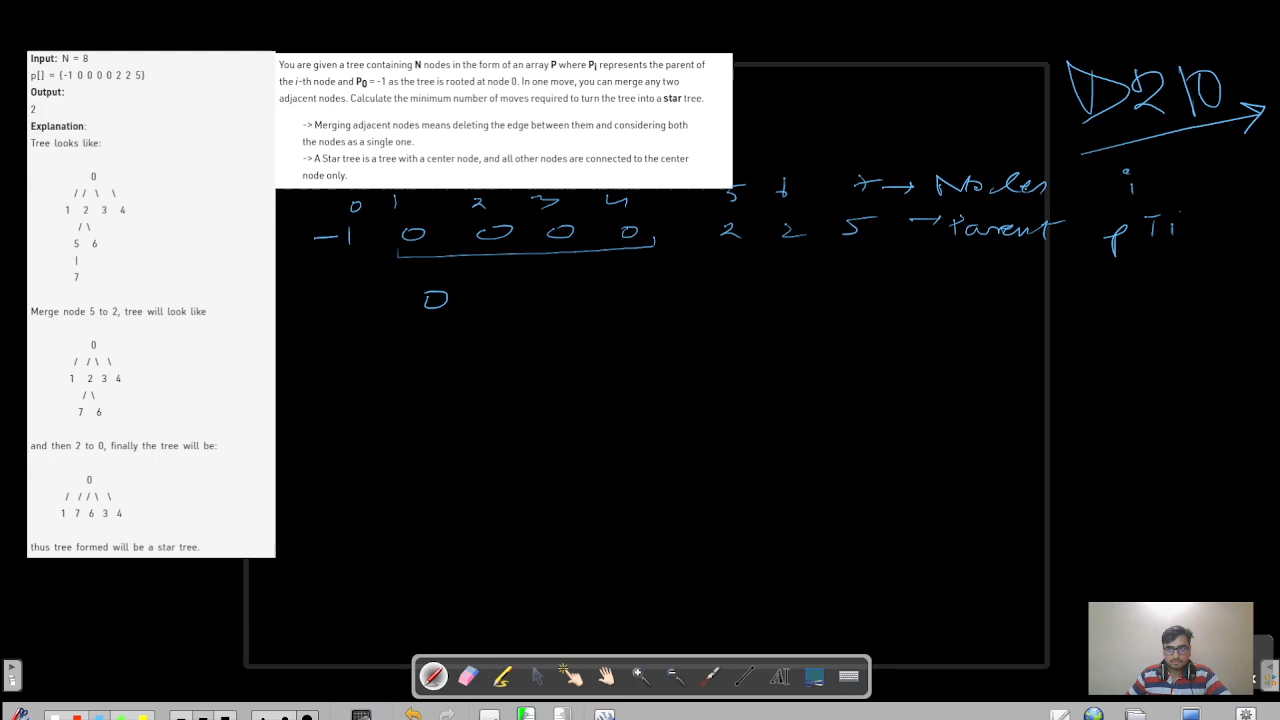 Input: N = 8
p[] = {-1 0 0 0 0 2 2 5}
Output:
2
Explanation:
Tree looks like:
0
/ / \ \
1 2 3 4
/ \
5 6
|
7
Merge node 5 to 2, tree will look like
0
/ / \ \
1 2 3 4
/ \
7 6
and then 2 to 0, finally the tree will be:
0
/ / / \ \
1 7 6 3 4
thus tree formed will be a star tree.
You are given a tree containing N nodes in the form of an array P where Pi represents the parent of
the i-th node and P0 = -1 as the tree is rooted at node 0. In one move, you can merge any two
adjacent nodes. Calculate the minimum number of moves required to turn the tree into a star tree.
-> Merging adjacent nodes means deleting the edge between them and considering both
the nodes as a single one.
-> A Star tree is a tree with a center node, and all other nodes are connected to the center
node only.
D210
0 1 2 3 4 5 6 7 → Nodes i
-1 0 0 0 0 2 2 5 → Parent
0